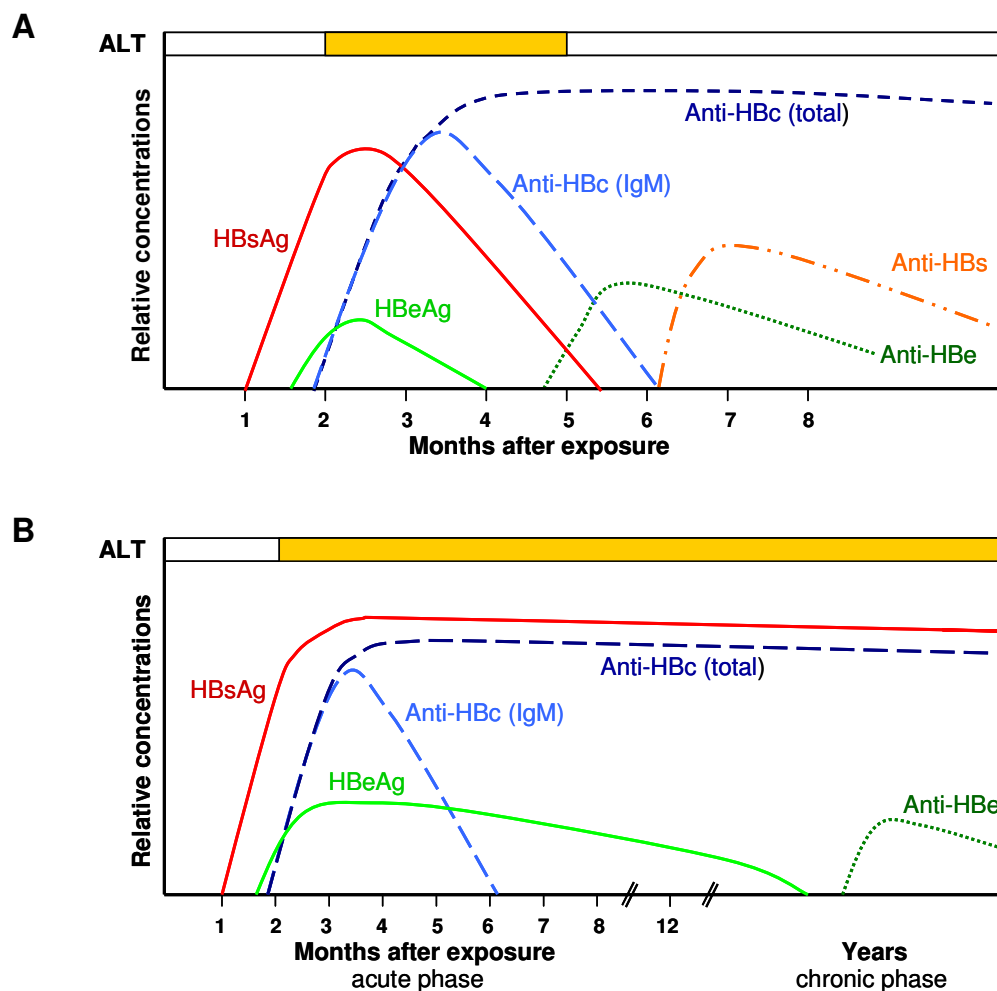 A
ALT
Relative concentrations
Anti-HBc (total)
Anti-HBc (IgM)
HBsAg
Anti-HBs
HBeAg
Anti-HBe
1 2 3 4 5 6 7 8
Months after exposure
B
ALT
Relative concentrations
Anti-HBc (total)
HBsAg
Anti-HBc (IgM)
HBeAg
Anti-HBe
1 2 3 4 5 6 7 8 12
Months after exposure Years
acute phase chronic phase